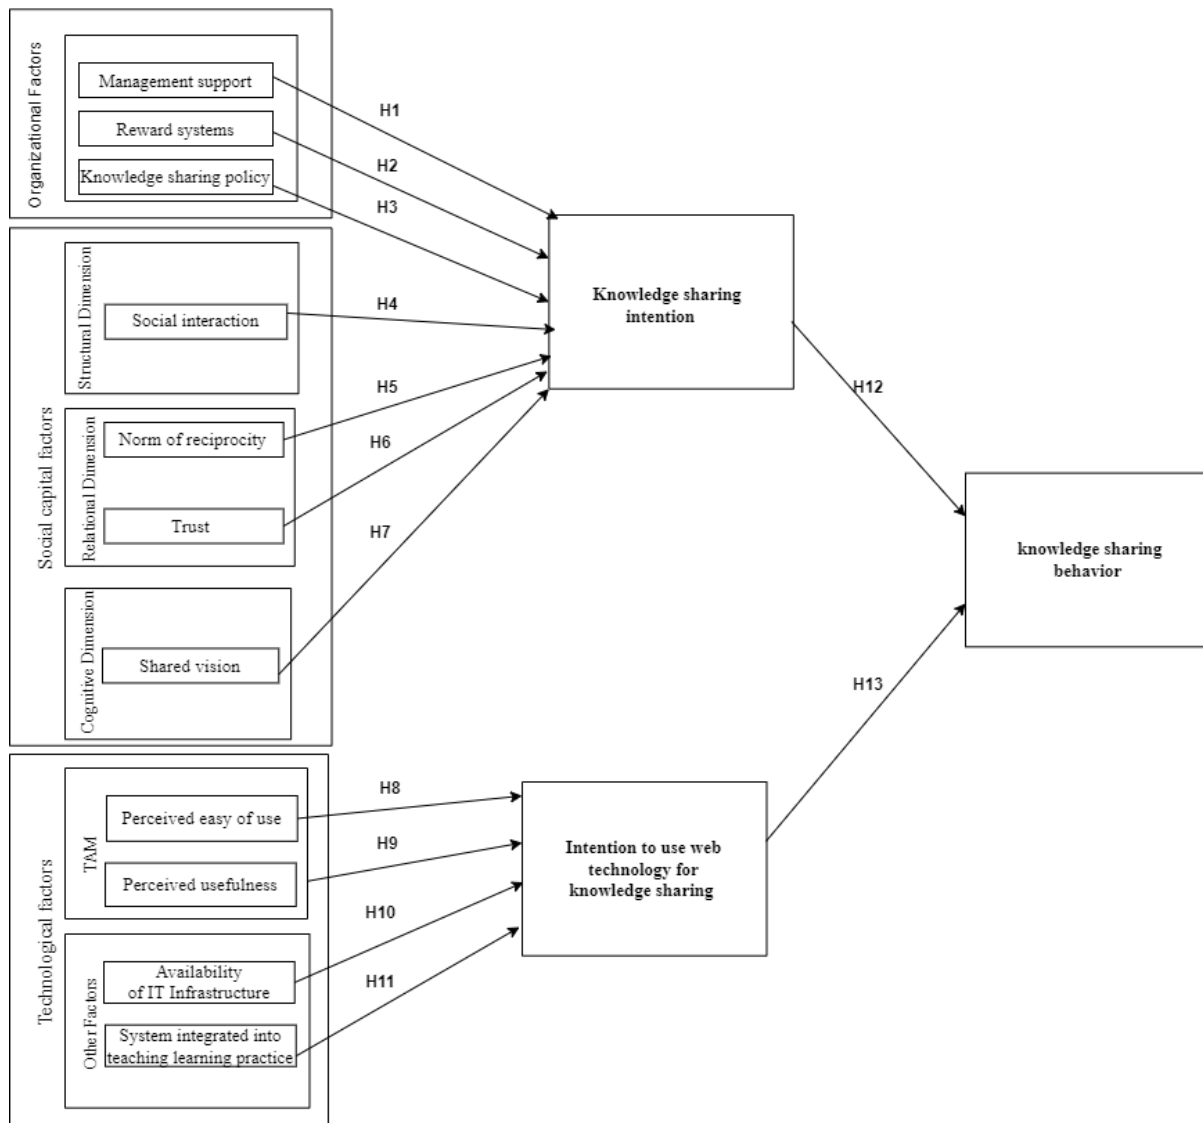 Organizational Factors
Management support
Reward systems
Knowledge sharing policy
H1
H2
H3
Social capital factors
Structural Dimension
Social interaction
H4
Relational Dimension
Norm of reciprocity
Trust
H5
H6
Cognitive Dimension
Shared vision
H7
Knowledge sharing
intention
H12
knowledge sharing
behavior
H13
Technological factors
TAM
Perceived easy of use
Perceived usefulness
H8
H9
Other Factors
Availability
of IT Infrastructure
System integrated into
teaching learning practice
H10
H11
Intention to use web
technology for
knowledge sharing